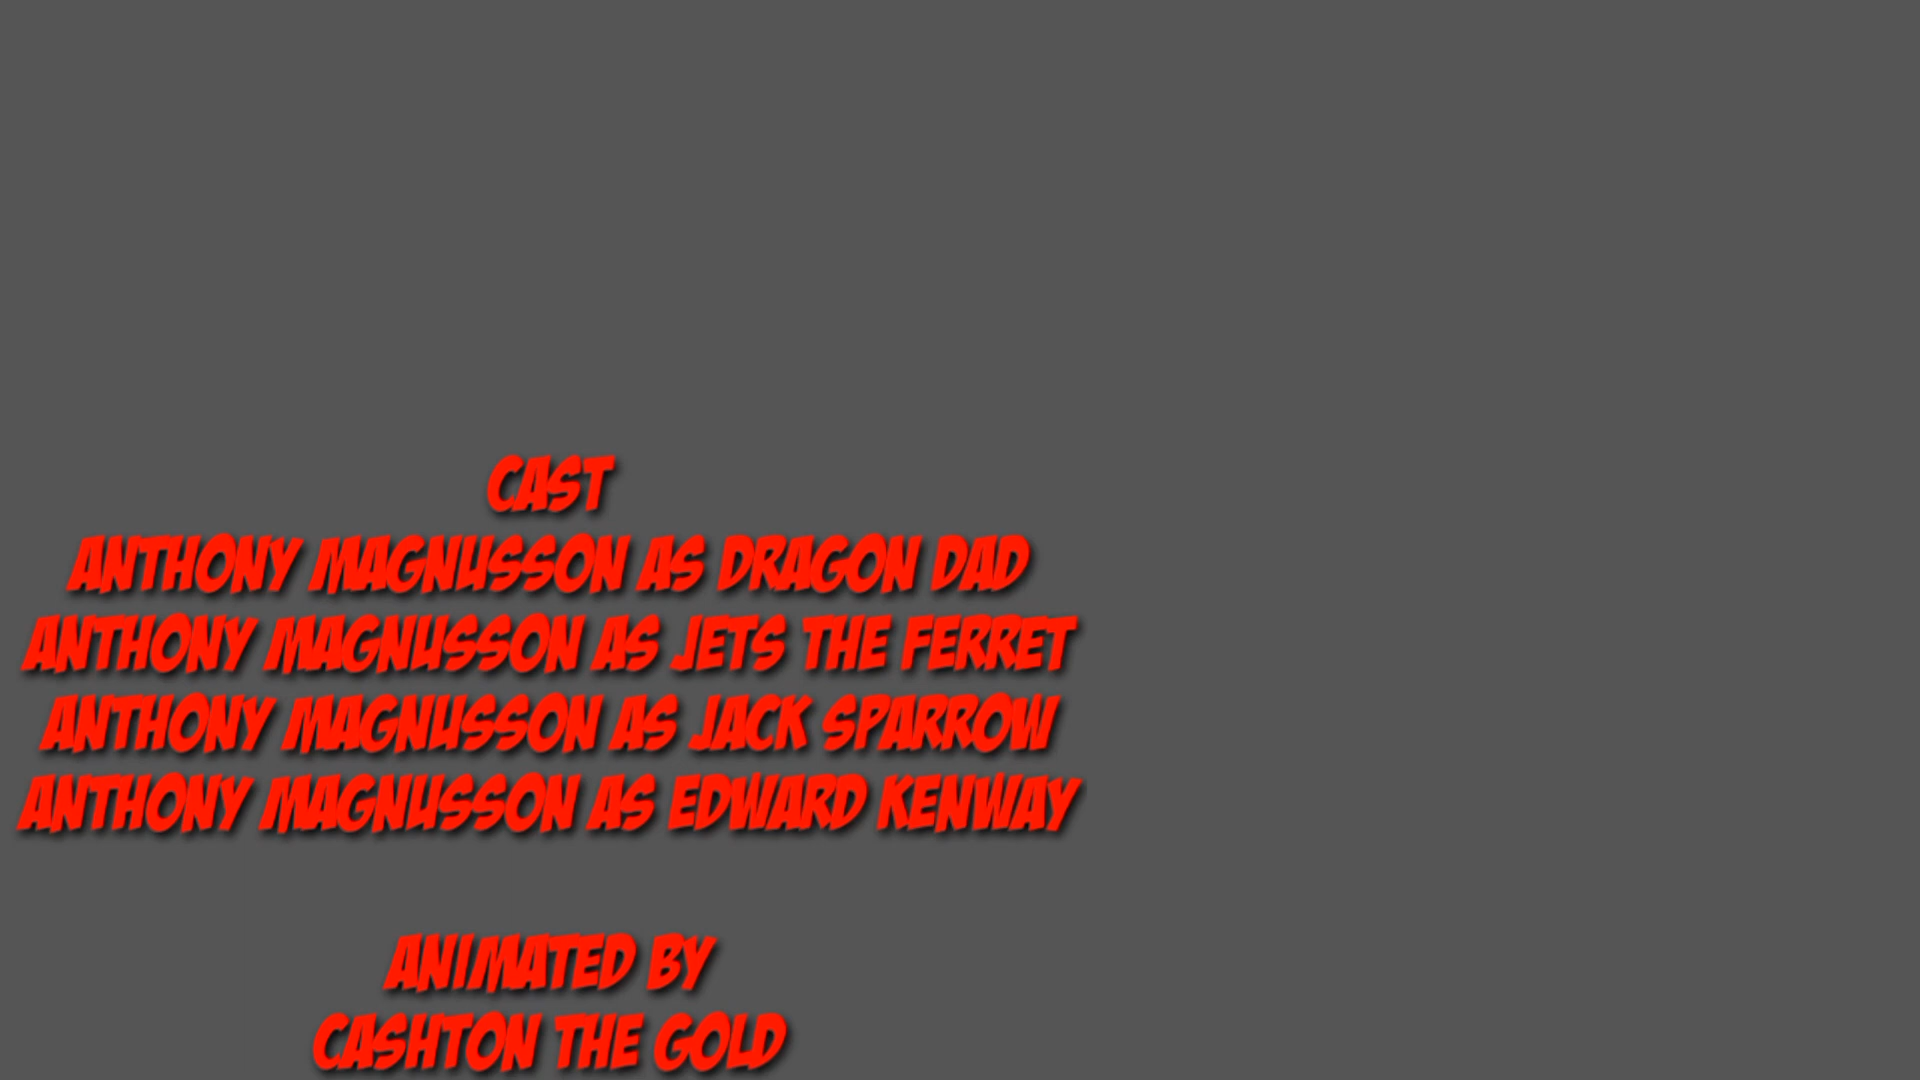 CAST
ANTHONY MAGNUSSON AS DRAGON DAD
ANTHONY MAGNUSSON AS JETS THE FERRET
ANTHONY MAGNUSSON AS JACK SPARROW
ANTHONY MAGNUSSON AS EDWARD KENWAY
ANIMATED BY
CASHTON THE GOLD